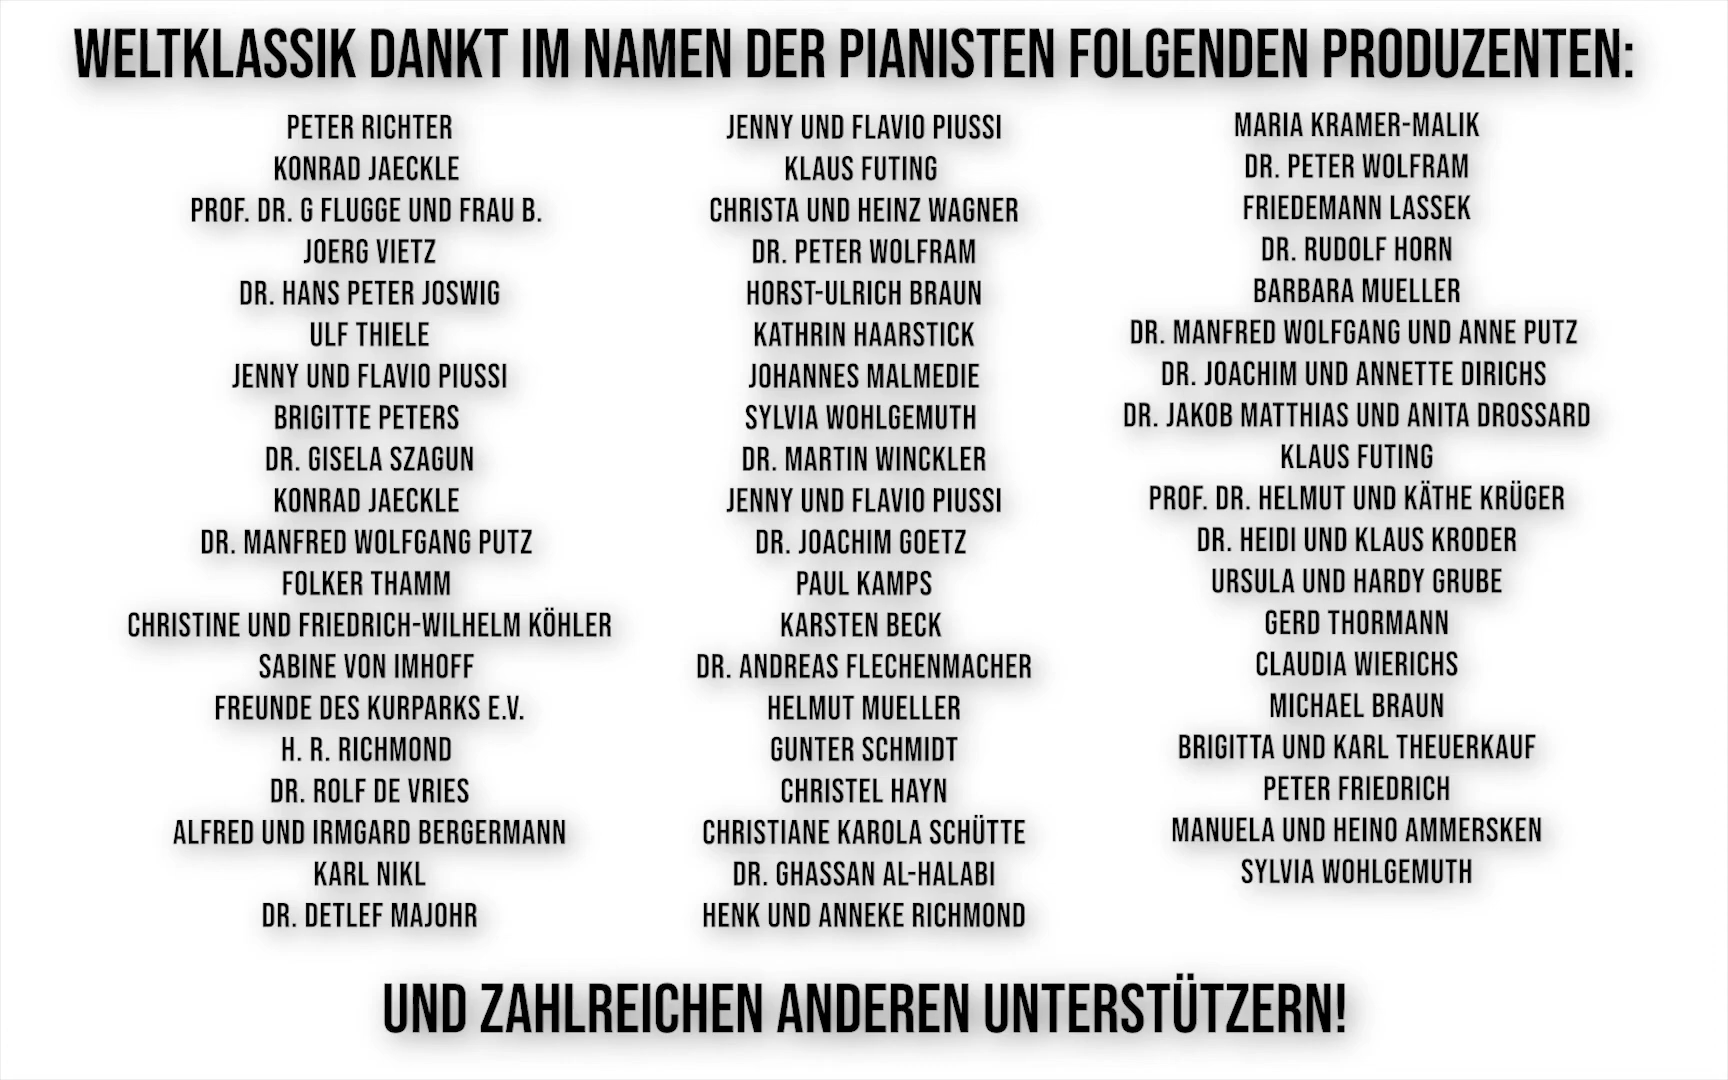 WELTKLASSIK DANKT IM NAMEN DER PIANISTEN FOLGENDEN PRODUZENTEN:
PETER RICHTER
KONRAD JAECKLE
PROF. DR. G FLUGGE UND FRAU B.
JOERG VIETZ
DR. HANS PETER JOSWIG
ULF THIELE
JENNY UND FLAVIO PIUSSI
BRIGITTE PETERS
DR. GISELA SZAGUN
KONRAD JAECKLE
DR. MANFRED WOLFGANG PUTZ
FOLKER THAMM
CHRISTINE UND FRIEDRICH-WILHELM KÖHLER
SABINE VON IMHOFF
FREUNDE DES KURPARKS E.V.
H. R. RICHMOND
DR. ROLF DE VRIES
ALFRED UND IRMGARD BERGERMANN
KARL NIKL
DR. DETLEF MAJOHR
JENNY UND FLAVIO PIUSSI
KLAUS FUTING
CHRISTA UND HEINZ WAGNER
DR. PETER WOLFRAM
HORST-ULRICH BRAUN
KATHRIN HAARSTICK
JOHANNES MALMEDIE
SYLVIA WOHLGEMUTH
DR. MARTIN WINCKLER
JENNY UND FLAVIO PIUSSI
DR. JOACHIM GOETZ
PAUL KAMPS
KARSTEN BECK
DR. ANDREAS FLECHENMACHER
HELMUT MUELLER
GUNTER SCHMIDT
CHRISTEL HAYN
CHRISTIANE KAROLA SCHÜTTE
DR. GHASSAN AL-HALABI
HENK UND ANNEKE RICHMOND
MARIA KRAMER-MALIK
DR. PETER WOLFRAM
FRIEDEMANN LASSEK
DR. RUDOLF HORN
BARBARA MUELLER
DR. MANFRED WOLFGANG UND ANNE PUTZ
DR. JOACHIM UND ANNETTE DIRICHS
DR. JAKOB MATTHIAS UND ANITA DROSSARD
KLAUS FUTING
PROF. DR. HELMUT UND KÄTHE KRÜGER
DR. HEIDI UND KLAUS KRODER
URSULA UND HARDY GRUBE
GERD THORMANN
CLAUDIA WIERICHS
MICHAEL BRAUN
BRIGITTA UND KARL THEUERKAUF
PETER FRIEDRICH
MANUELA UND HEINO AMMERSKEN
SYLVIA WOHLGEMUTH
UND ZAHLREICHEN ANDEREN UNTERSTÜTZERN!